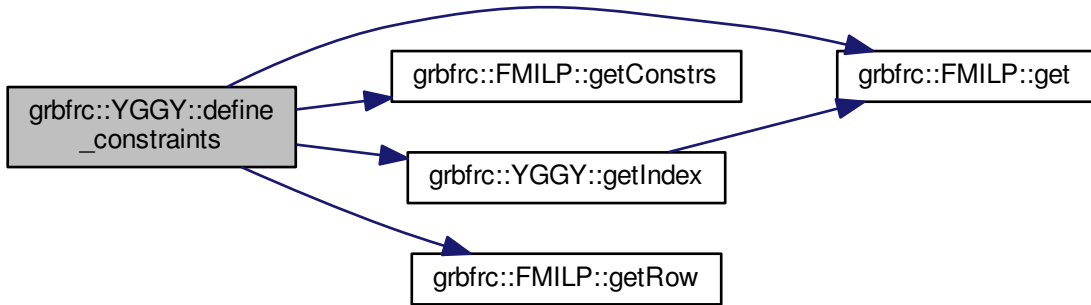 grbfrc::YGGY::define
_constraints
grbfrc::FMILP::getConstrs
grbfrc::FMILP::get
grbfrc::YGGY::getIndex
grbfrc::FMILP::getRow